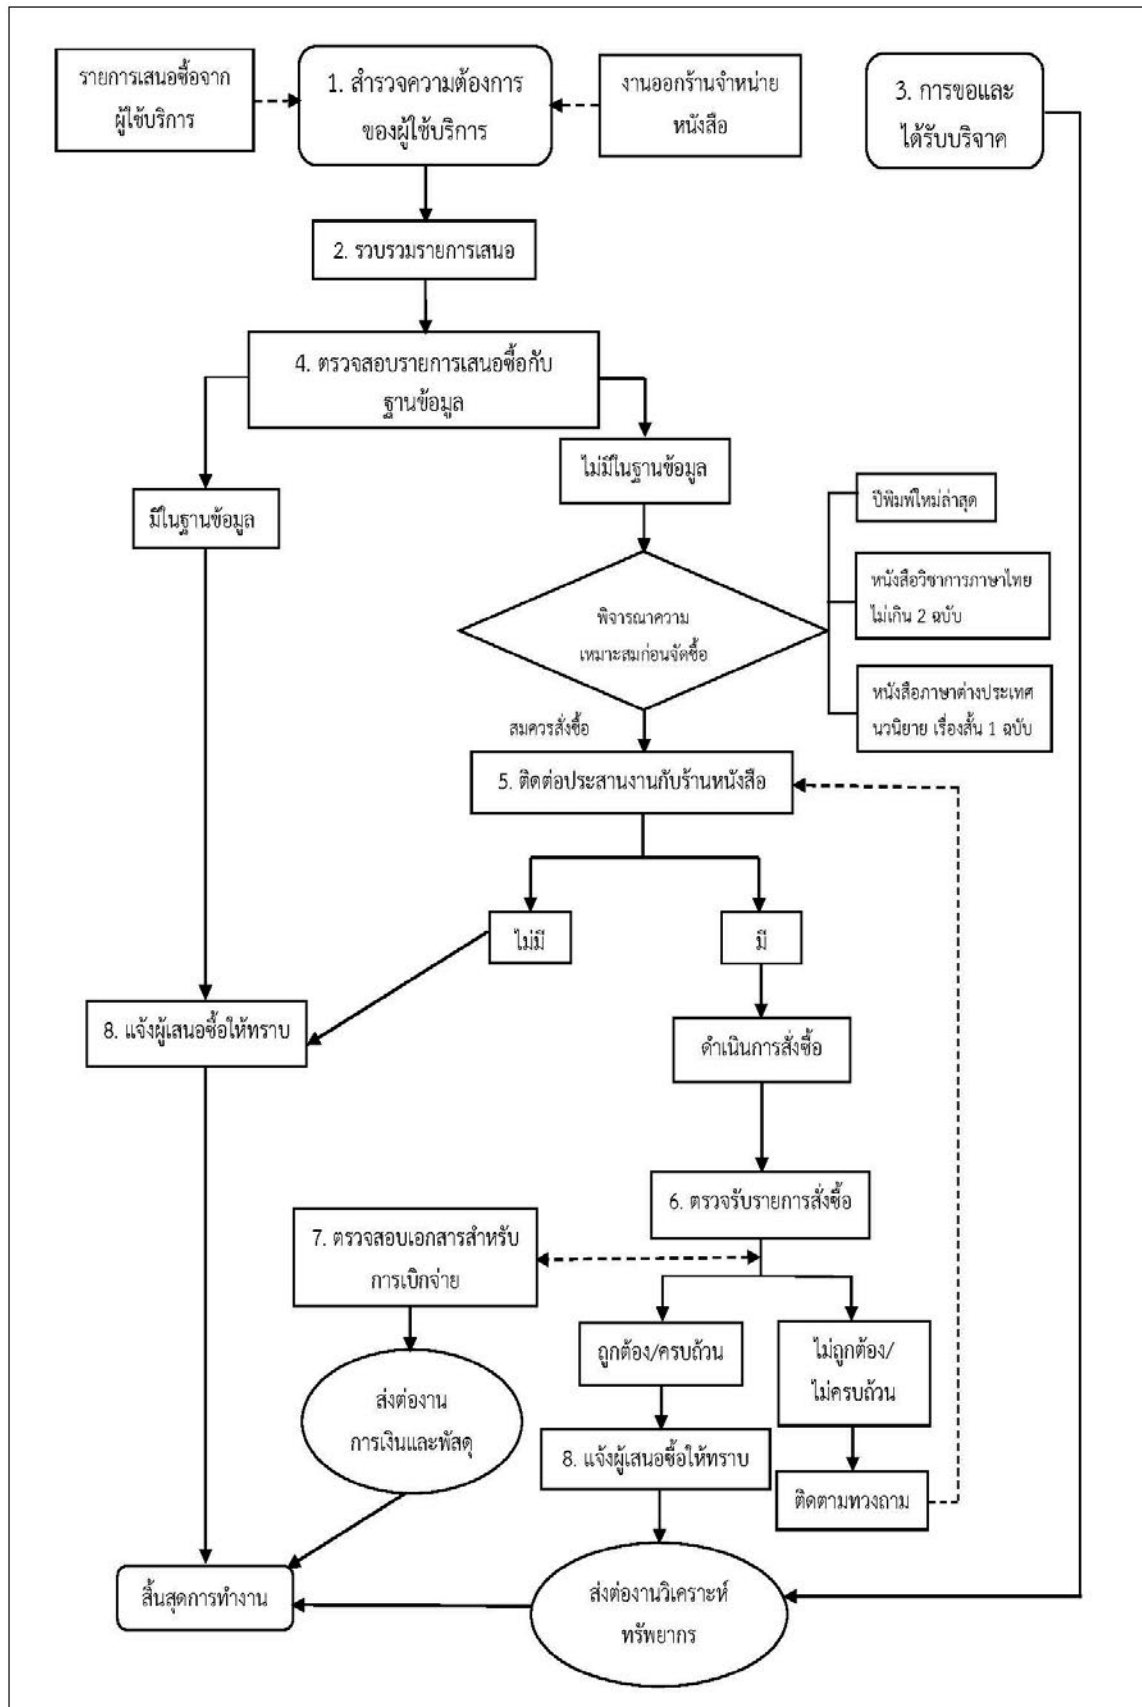 รายการเสนอซื้อจาก
ผู้ใช้บริการ
1. สำรวจความต้องการ
ของผู้ใช้บริการ
งานออกร้านจำหน่าย
หนังสือ
3. การขอและ
ได้รับบริจาค
2. รวบรวมรายการเสนอ
4. ตรวจสอบรายการเสนอซื้อกับ
ฐานข้อมูล
ไม่มีในฐานข้อมูล
มีในฐานข้อมูล
ปีพิมพ์ใหม่ล่าสุด
หนังสือวิชาการภาษาไทย
ไม่เกิน 2 ฉบับ
พิจารณาความ
เหมาะสมก่อนจัดซื้อ
หนังสือภาษาต่างประเทศ
นวนิยาย เรื่องสั้น 1 ฉบับ
สมควรสั่งซื้อ
5. ติดต่อประสานงานกับร้านหนังสือ
ไม่มี
มี
8. แจ้งผู้เสนอซื้อให้ทราบ
ดำเนินการสั่งซื้อ
6. ตรวจรับรายการสั่งซื้อ
7. ตรวจสอบเอกสารสำหรับ
การเบิกจ่าย
ถูกต้อง/ครบถ้วน
ไม่ถูกต้อง/
ไม่ครบถ้วน
ส่งต่องาน
การเงินและพัสดุ
8. แจ้งผู้เสนอซื้อให้ทราบ
ติดตามทวงถาม
สิ้นสุดการทำงาน
ส่งต่องานวิเคราะห์
ทรัพยากร